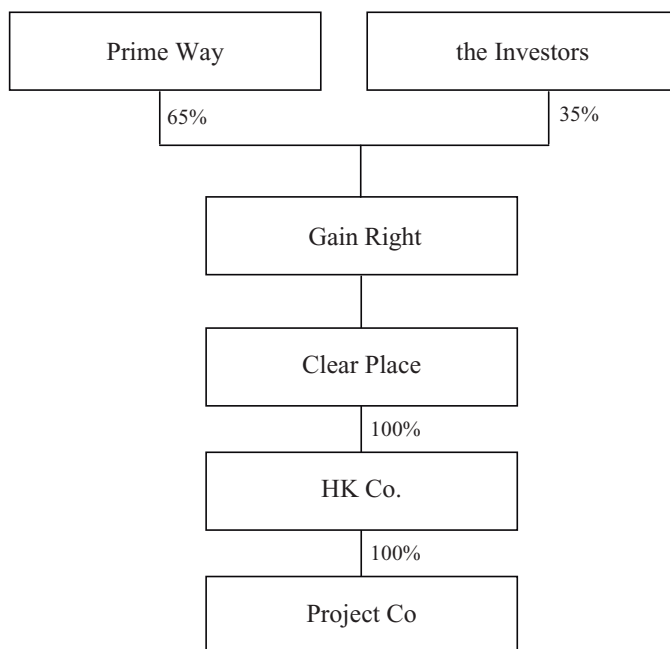 Prime Way
the Investors
65%
35%
Gain Right
Clear Place
100%
HK Co.
100%
Project Co